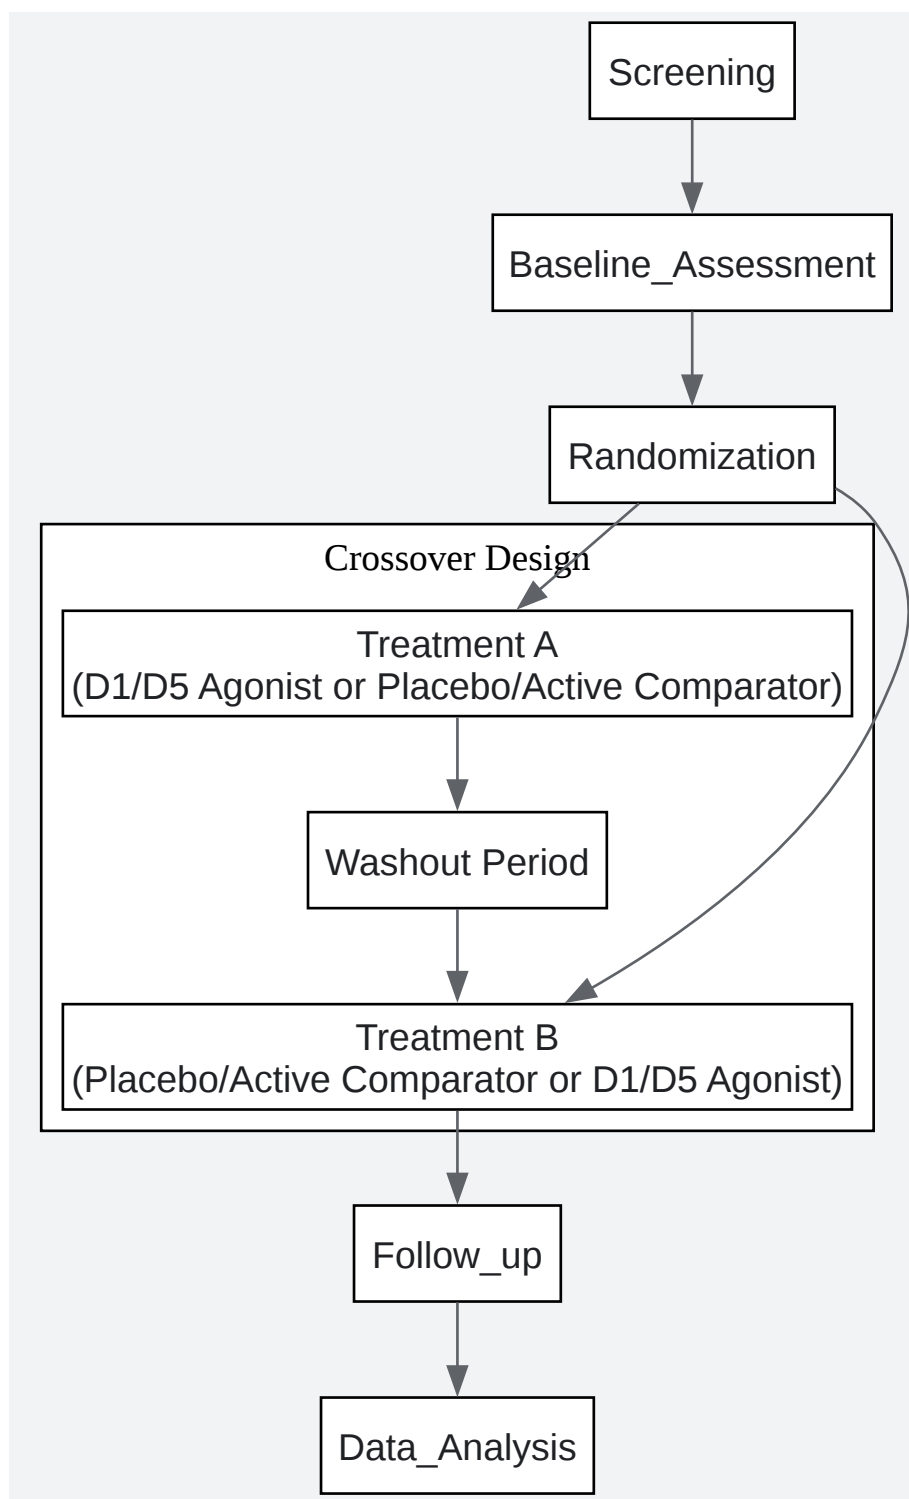 Screening
Baseline_Assessment
Randomization
Crossover Design
Treatment A
(D1/D5 Agonist or Placebo/Active Comparator)
Washout Period
Treatment B
(Placebo/Active Comparator or D1/D5 Agonist)
Follow_up
Data_Analysis